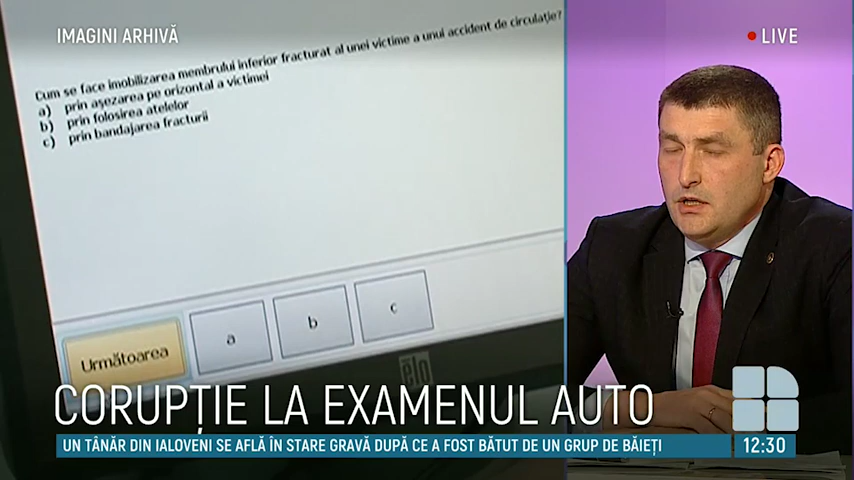 IMAGINI ARHIVĂ
LIVE
Cum se face imobilizarea membrului inferior fracturat al unei victime a unui accident de circulație?
a) prin așezarea pe orizontal a victimei
b) prin folosirea atelelor
c) prin bandajarea fracturii
Următoarea
a
b
c
elo
CORUPȚIE LA EXAMENUL AUTO
UN TÂNĂR DIN IALOVENI SE AFLĂ ÎN STARE GRAVĂ DUPĂ CE A FOST BĂTUT DE UN GRUP DE BĂIEȚI
12:30